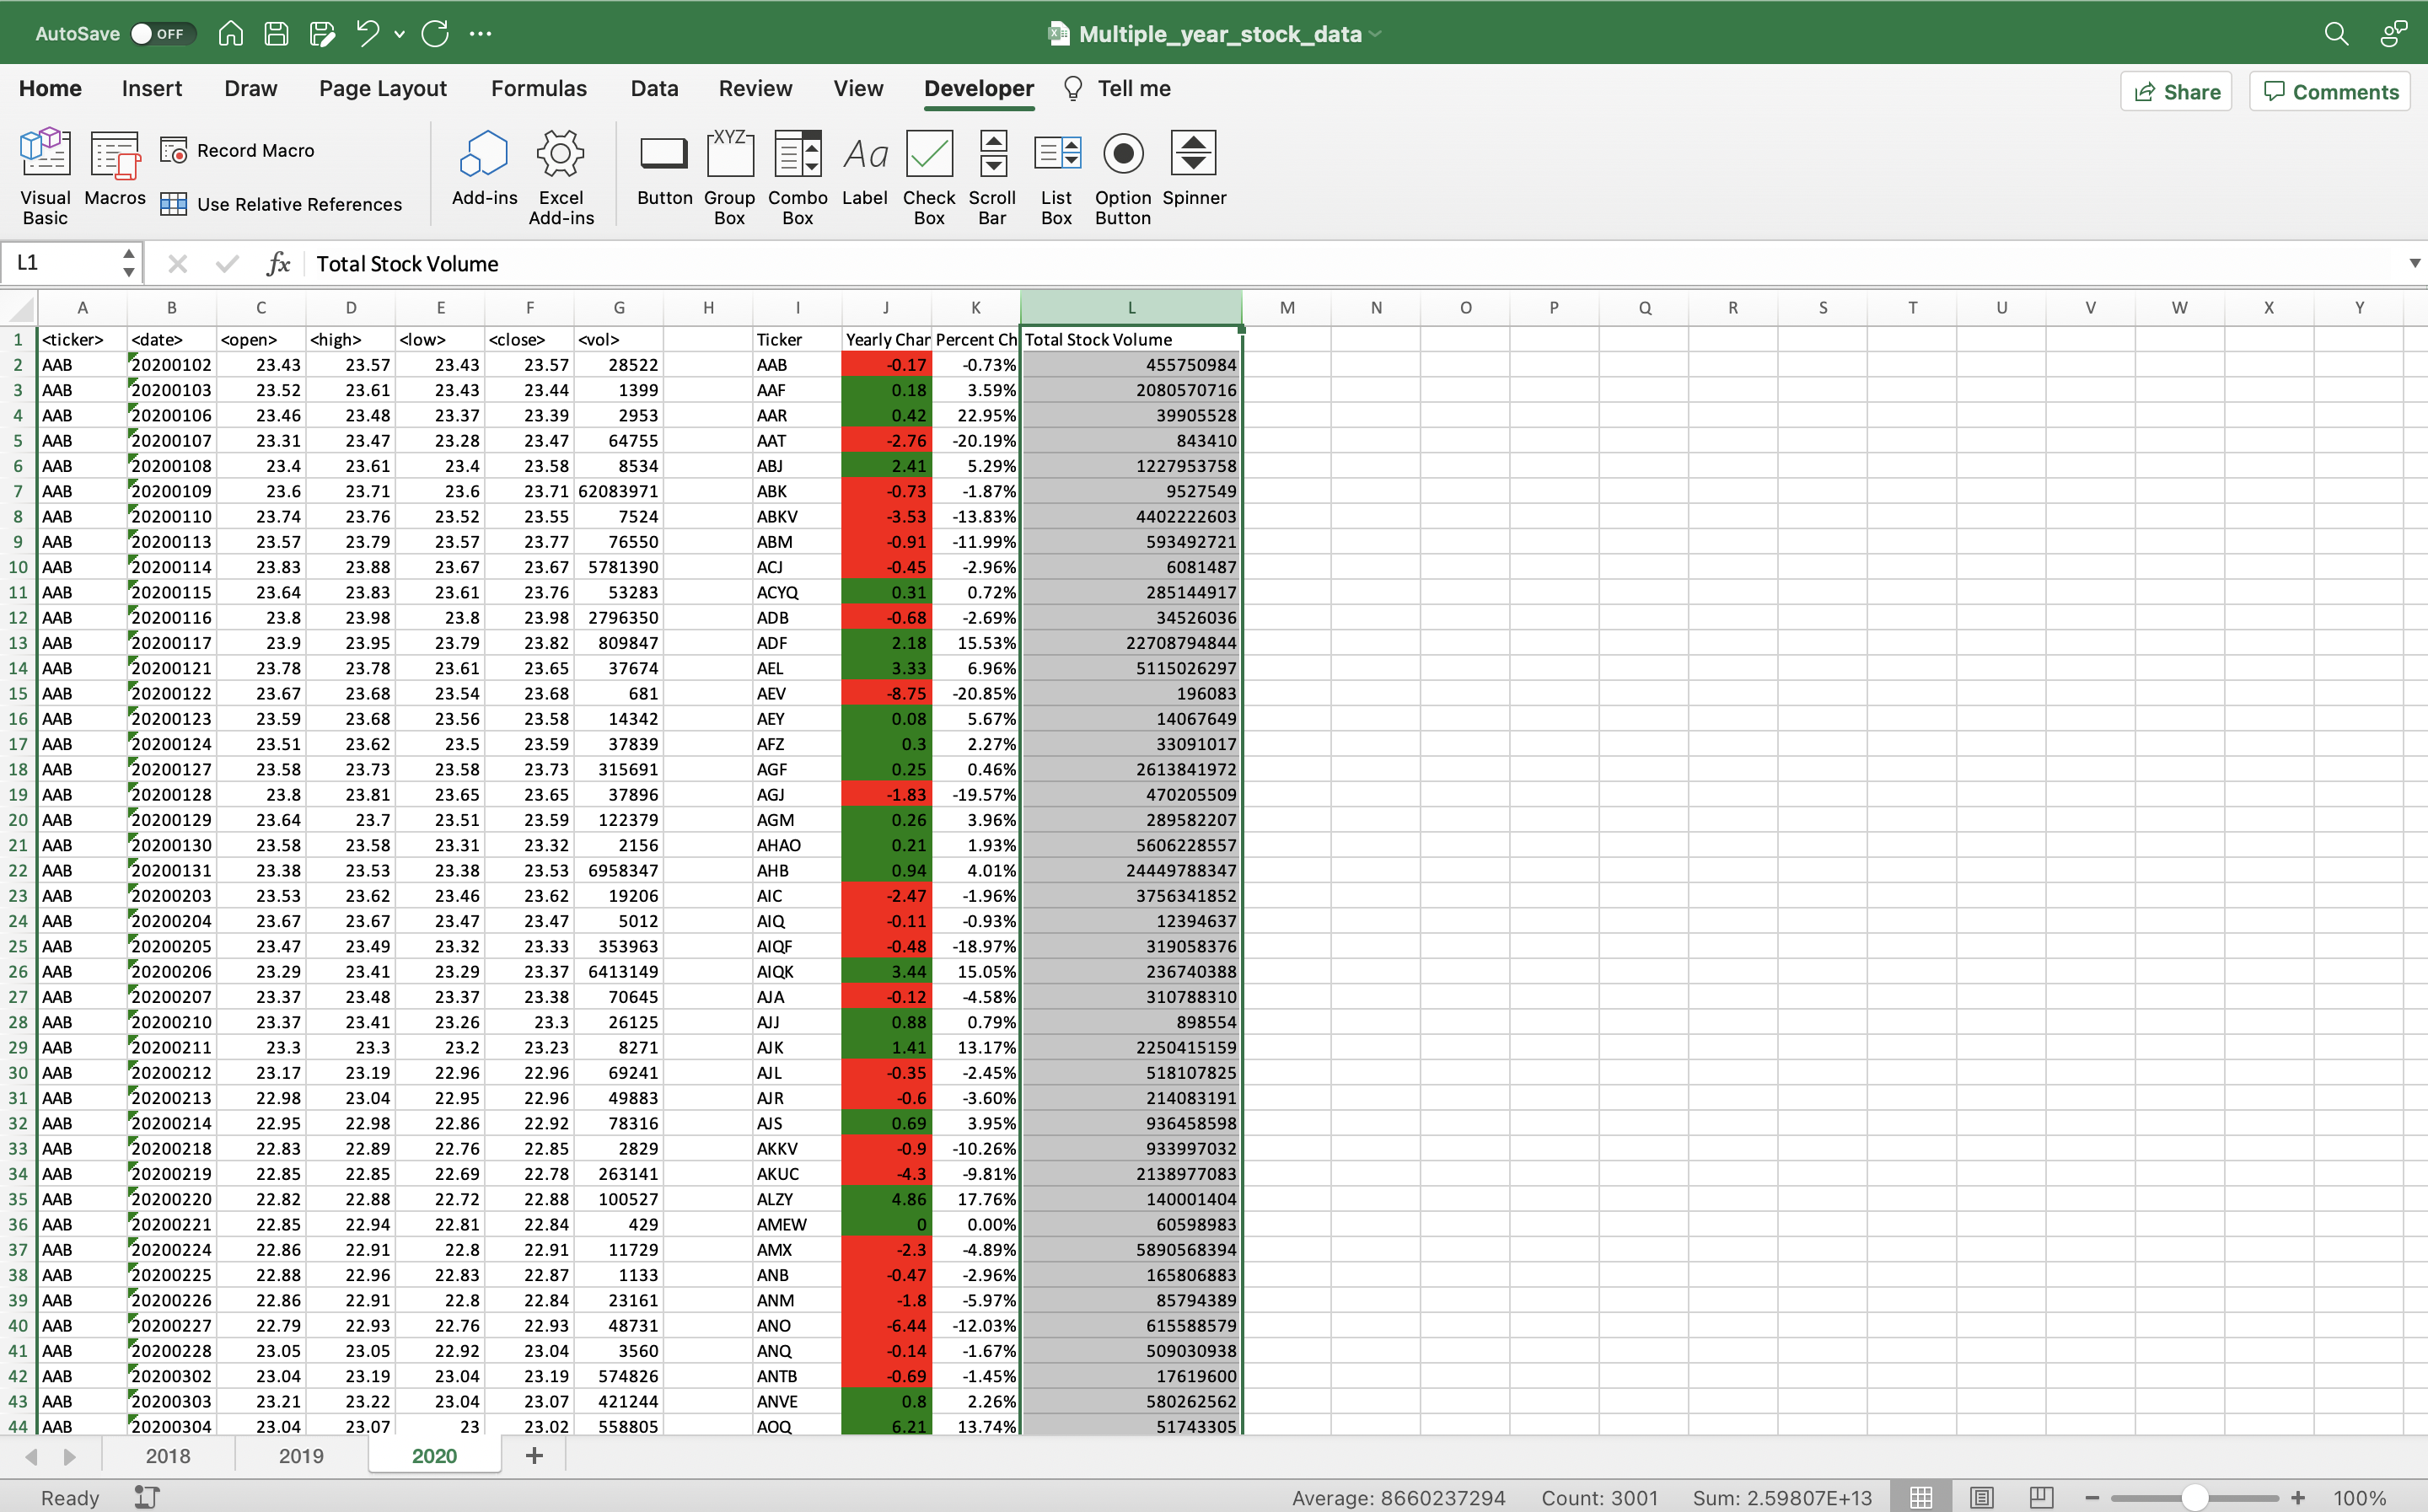 AutoSave OFF Multiple_year_stock_data
Home Insert Draw Page Layout Formulas Data Review View Developer Tell me Share Comments
Visual Basic Macros Record Macro Use Relative References Add-ins Excel Add-ins Button Group Box Combo Box Label Check Box Scroll Bar List Box Option Button Spinner
XYZ Aa
L1 fx Total Stock Volume
A B C D E F G H I J K L M N O P Q R S T U V W X Y
1 <ticker> <date> <open> <high> <low> <close> <vol> Ticker Yearly Char Percent Ch Total Stock Volume
2 AAB 20200102 23.43 23.57 23.43 23.57 28522 AAB -0.17 -0.73% 455750984
3 AAB 20200103 23.52 23.61 23.43 23.44 1399 AAF 0.18 3.59% 2080570716
4 AAB 20200106 23.46 23.48 23.37 23.39 2953 AAR 0.42 22.95% 39905528
5 AAB 20200107 23.31 23.47 23.28 23.47 64755 AAT -2.76 -20.19% 843410
6 AAB 20200108 23.4 23.61 23.4 23.58 8534 ABJ 2.41 5.29% 1227953758
7 AAB 20200109 23.6 23.71 23.6 23.71 62083971 ABK -0.73 -1.87% 9527549
8 AAB 20200110 23.74 23.76 23.52 23.55 7524 ABKV -3.53 -13.83% 4402222603
9 AAB 20200113 23.57 23.79 23.57 23.77 76550 ABM -0.91 -11.99% 593492721
10 AAB 20200114 23.83 23.88 23.67 23.67 5781390 ACJ -0.45 -2.96% 6081487
11 AAB 20200115 23.64 23.83 23.61 23.76 53283 ACYQ 0.31 0.72% 285144917
12 AAB 20200116 23.8 23.98 23.8 23.98 2796350 ADB -0.68 -2.69% 34526036
13 AAB 20200117 23.9 23.95 23.79 23.82 809847 ADF 2.18 15.53% 22708794844
14 AAB 20200121 23.78 23.78 23.61 23.65 37674 AEL 3.33 6.96% 5115026297
15 AAB 20200122 23.67 23.68 23.54 23.68 681 AEV -8.75 -20.85% 196083
16 AAB 20200123 23.59 23.68 23.56 23.58 14342 AEY 0.08 5.67% 14067649
17 AAB 20200124 23.51 23.62 23.5 23.59 37839 AFZ 0.3 2.27% 33091017
18 AAB 20200127 23.58 23.73 23.58 23.73 315691 AGF 0.25 0.46% 2613841972
19 AAB 20200128 23.8 23.81 23.65 23.65 37896 AGJ -1.83 -19.57% 470205509
20 AAB 20200129 23.64 23.7 23.51 23.59 122379 AGM 0.26 3.96% 289582207
21 AAB 20200130 23.58 23.58 23.31 23.32 2156 AHAO 0.21 1.93% 5606228557
22 AAB 20200131 23.38 23.53 23.38 23.53 6958347 AHB 0.94 4.01% 24449788347
23 AAB 20200203 23.53 23.62 23.46 23.62 19206 AIC -2.47 -1.96% 3756341852
24 AAB 20200204 23.67 23.67 23.47 23.47 5012 AIQ -0.11 -0.93% 12394637
25 AAB 20200205 23.47 23.49 23.32 23.33 353963 AIQF -0.48 -18.97% 319058376
26 AAB 20200206 23.29 23.41 23.29 23.37 6413149 AIQK 3.44 15.05% 236740388
27 AAB 20200207 23.37 23.48 23.37 23.38 70645 AJA -0.12 -4.58% 310788310
28 AAB 20200210 23.37 23.41 23.26 23.3 26125 AJJ 0.88 0.79% 898554
29 AAB 20200211 23.3 23.3 23.2 23.23 8271 AJK 1.41 13.17% 2250415159
30 AAB 20200212 23.17 23.19 22.96 22.96 69241 AJL -0.35 -2.45% 518107825
31 AAB 20200213 22.98 23.04 22.95 22.96 49883 AJR -0.6 -3.60% 214083191
32 AAB 20200214 22.95 22.98 22.86 22.92 78316 AJS 0.69 3.95% 936458598
33 AAB 20200218 22.83 22.89 22.76 22.85 2829 AKKV -0.9 -10.26% 933997032
34 AAB 20200219 22.85 22.85 22.69 22.78 263141 AKUC -4.3 -9.81% 2138977083
35 AAB 20200220 22.82 22.88 22.72 22.88 100527 ALZY 4.86 17.76% 140001404
36 AAB 20200221 22.85 22.94 22.81 22.84 429 AMEW 0 0.00% 60598983
37 AAB 20200224 22.86 22.91 22.8 22.91 11729 AMX -2.3 -4.89% 5890568394
38 AAB 20200225 22.88 22.96 22.83 22.87 1133 ANB -0.47 -2.96% 165806883
39 AAB 20200226 22.86 22.91 22.8 22.84 23161 ANM -1.8 -5.97% 85794389
40 AAB 20200227 22.79 22.93 22.76 22.93 48731 ANO -6.44 -12.03% 615588579
41 AAB 20200228 23.05 23.05 22.92 23.04 3560 ANQ -0.14 -1.67% 509030938
42 AAB 20200302 23.04 23.19 23.04 23.19 574826 ANTB -0.69 -1.45% 17619600
43 AAB 20200303 23.21 23.22 23.04 23.07 421244 ANVE 0.8 2.26% 580262562
44 AAB 20200304 23.04 23.07 23 23.02 558805 AOQ 6.21 13.74% 51743305
2018 2019 2020
Ready Average: 8660237294 Count: 3001 Sum: 2.59807E+13 100%